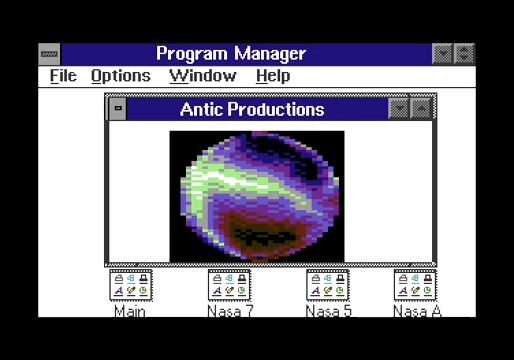 Program Manager
File Options Window Help
Antic Productions
Main Nasa 7 Nasa 5 Nasa A